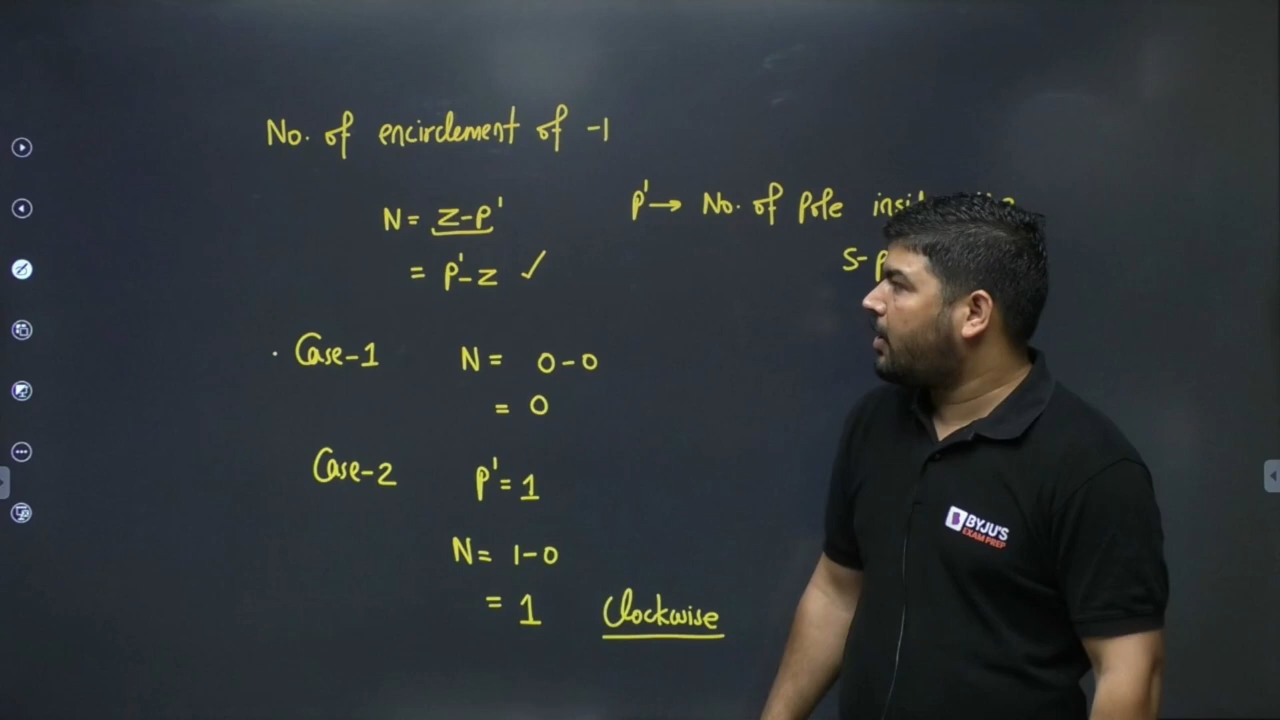 No. of encirclement of -1
N = Z-P'
P' → No. of Pole
= P'-Z ✓
S-
Case-1 N = 0-0
= 0
Case-2 P' = 1
N = 1-0
= 1 Clockwise
BYJU'S
EXAM PREP